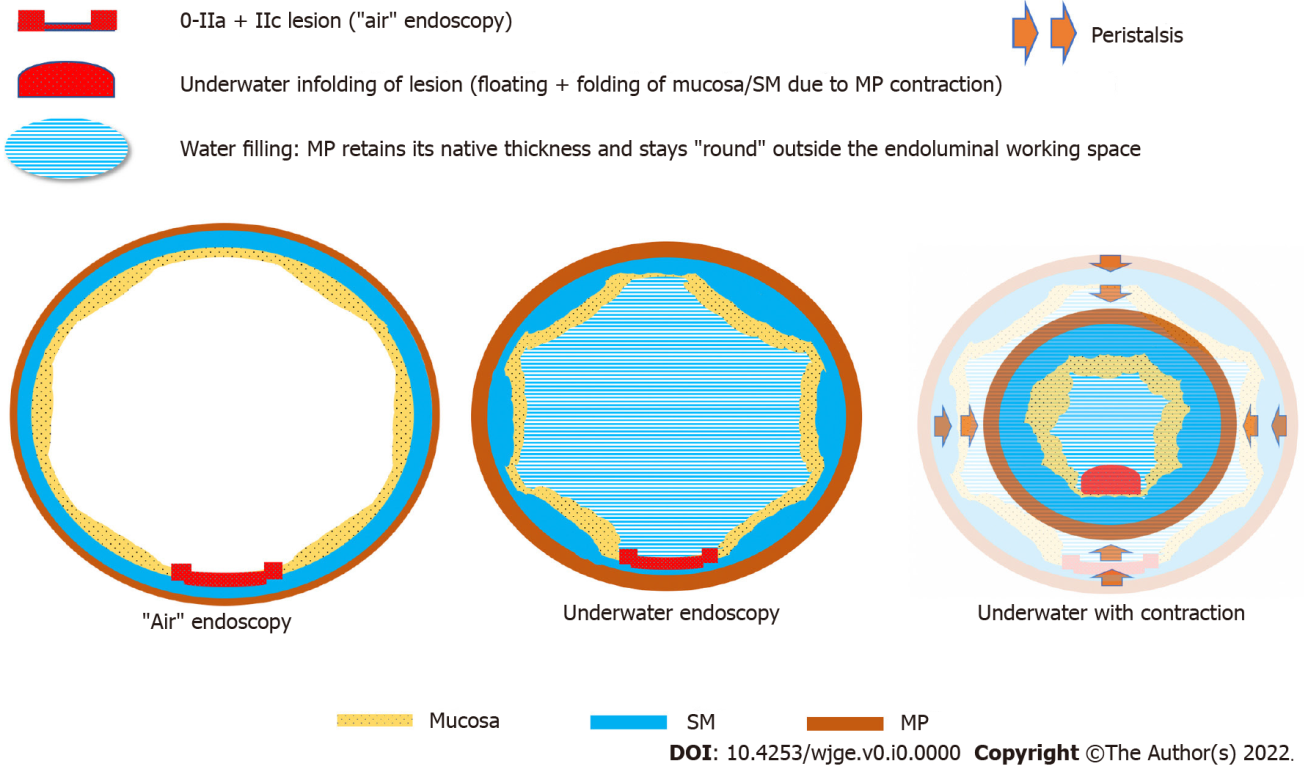 0-IIa + IIc lesion ("air" endoscopy)
Peristalsis
Underwater infolding of lesion (floating + folding of mucosa/SM due to MP contraction)
Water filling: MP retains its native thickness and stays "round" outside the endoluminal working space
"Air" endoscopy
Underwater endoscopy
Underwater with contraction
Mucosa
SM
MP
DOI: 10.4253/wjge.v0.i0.0000 Copyright ©The Author(s) 2022.